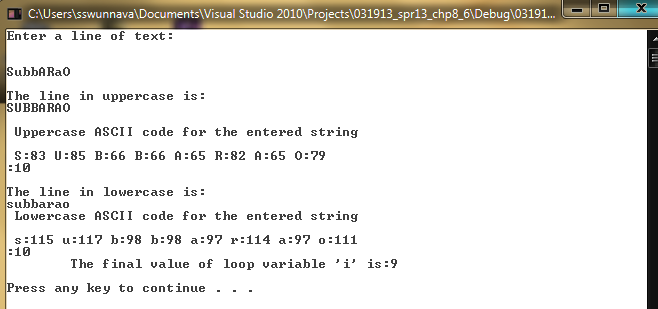 C:\Users\sswunnava\Documents\Visual Studio 2010\Projects\031913_spr13_chp8_6\Debug\03191...
Enter a line of text:
SubbARaO
The line in uppercase is:
SUBBARAO
Uppercase ASCII code for the entered string
S:83 U:85 B:66 B:66 A:65 R:82 A:65 O:79
:10
The line in lowercase is:
subbarao
Lowercase ASCII code for the entered string
s:115 u:117 b:98 b:98 a:97 r:114 a:97 o:111
:10
The final value of loop variable 'i' is:9
Press any key to continue . . .